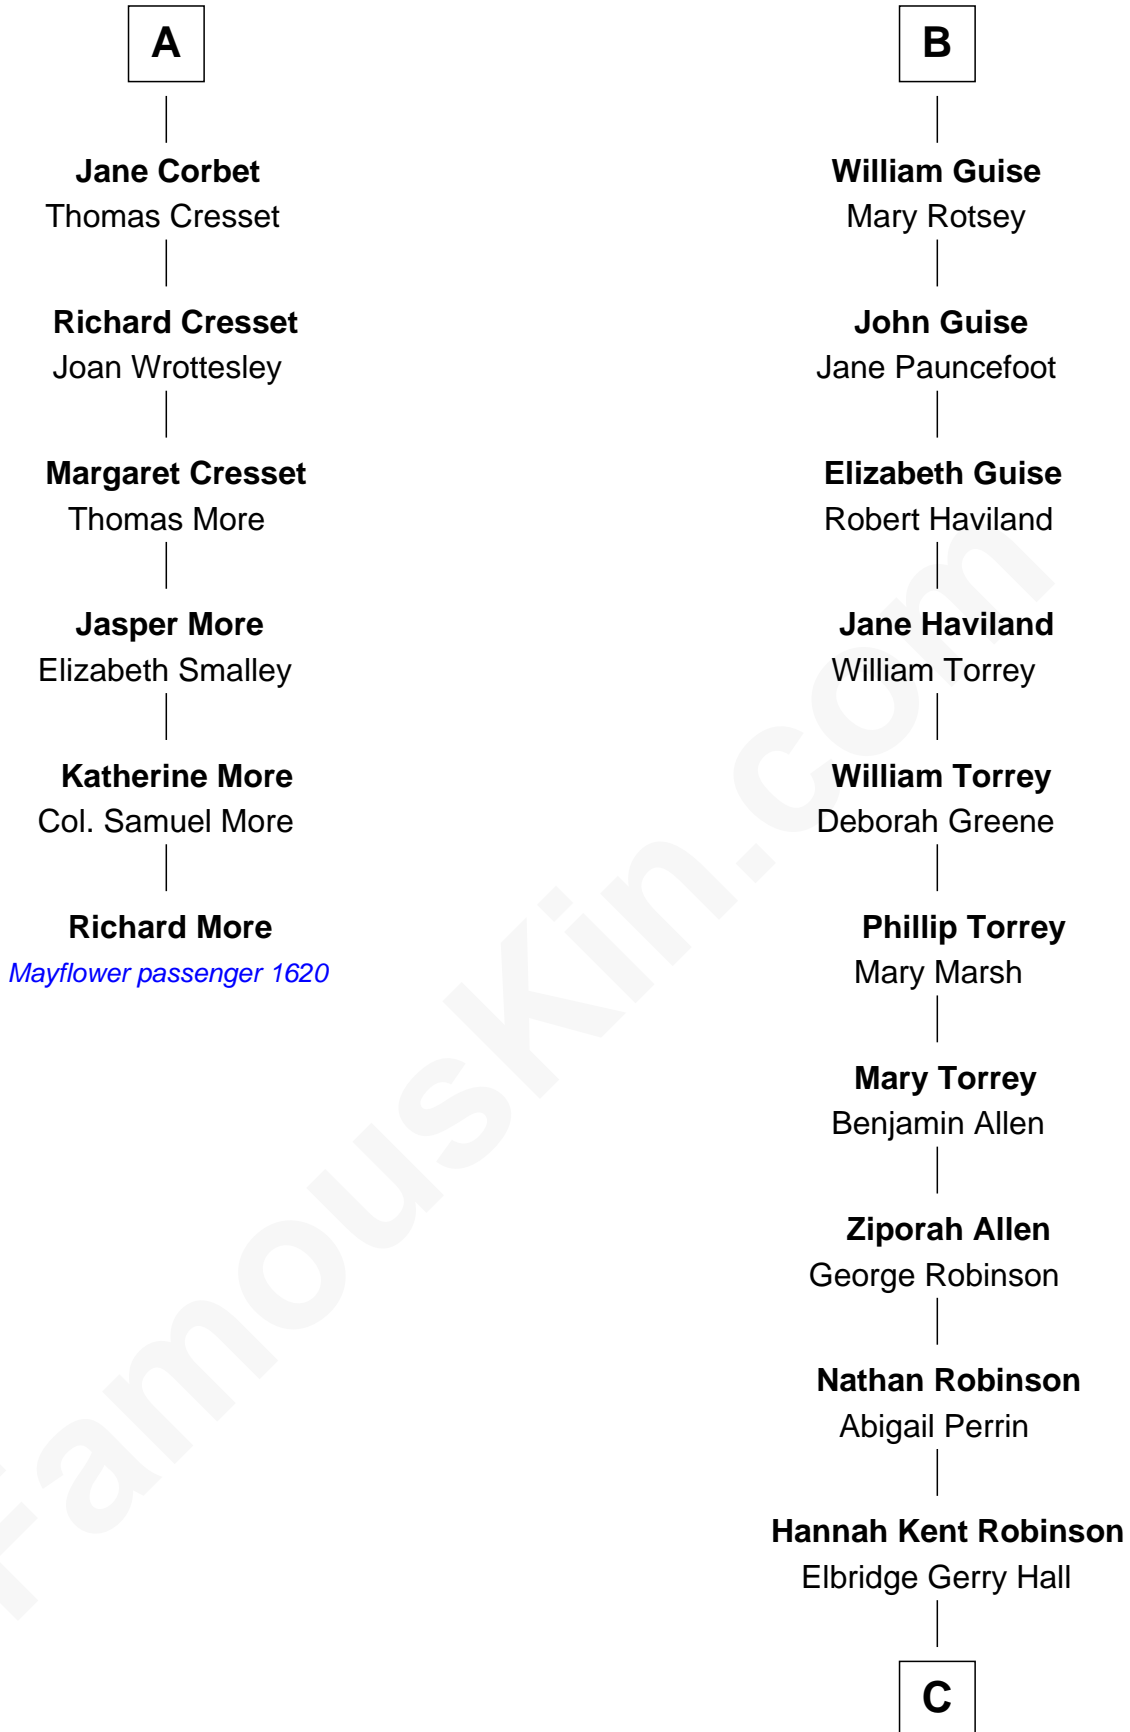 A
Jane Corbet
Thomas Cresset
Richard Cresset
Joan Wrottesley
Margaret Cresset
Thomas More
Jasper More
Elizabeth Smalley
Katherine More
Col. Samuel More
Richard More
Mayflower passenger 1620
B
William Guise
Mary Rotsey
John Guise
Jane Pauncefoot
Elizabeth Guise
Robert Haviland
Jane Haviland
William Torrey
William Torrey
Deborah Greene
Phillip Torrey
Mary Marsh
Mary Torrey
Benjamin Allen
Ziporah Allen
George Robinson
Nathan Robinson
Abigail Perrin
Hannah Kent Robinson
Elbridge Gerry Hall
C
FamousKin.com